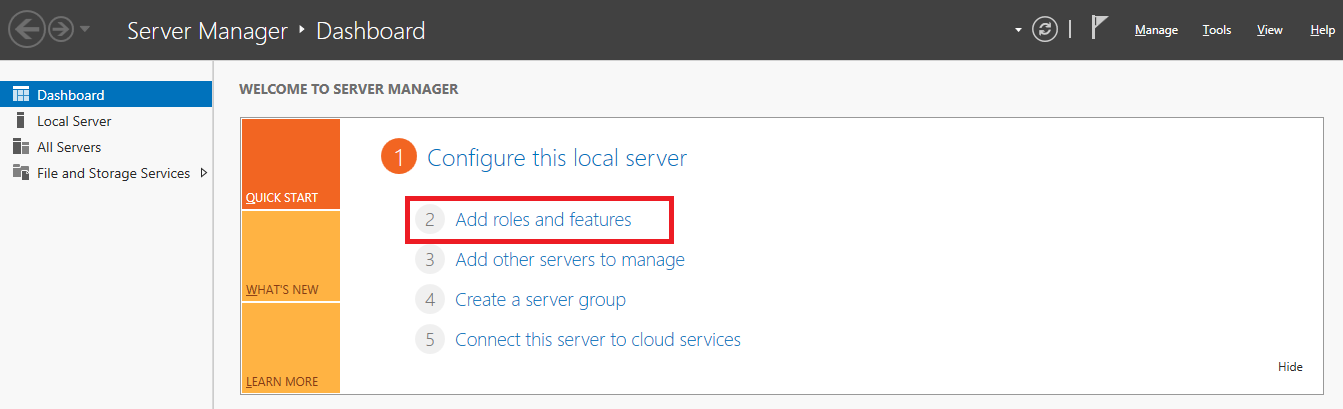 Server Manager ‣ Dashboard
Manage Tools View Help
Dashboard
Local Server
All Servers
File and Storage Services
WELCOME TO SERVER MANAGER
QUICK START
WHAT'S NEW
LEARN MORE
1 Configure this local server
2 Add roles and features
3 Add other servers to manage
4 Create a server group
5 Connect this server to cloud services
Hide